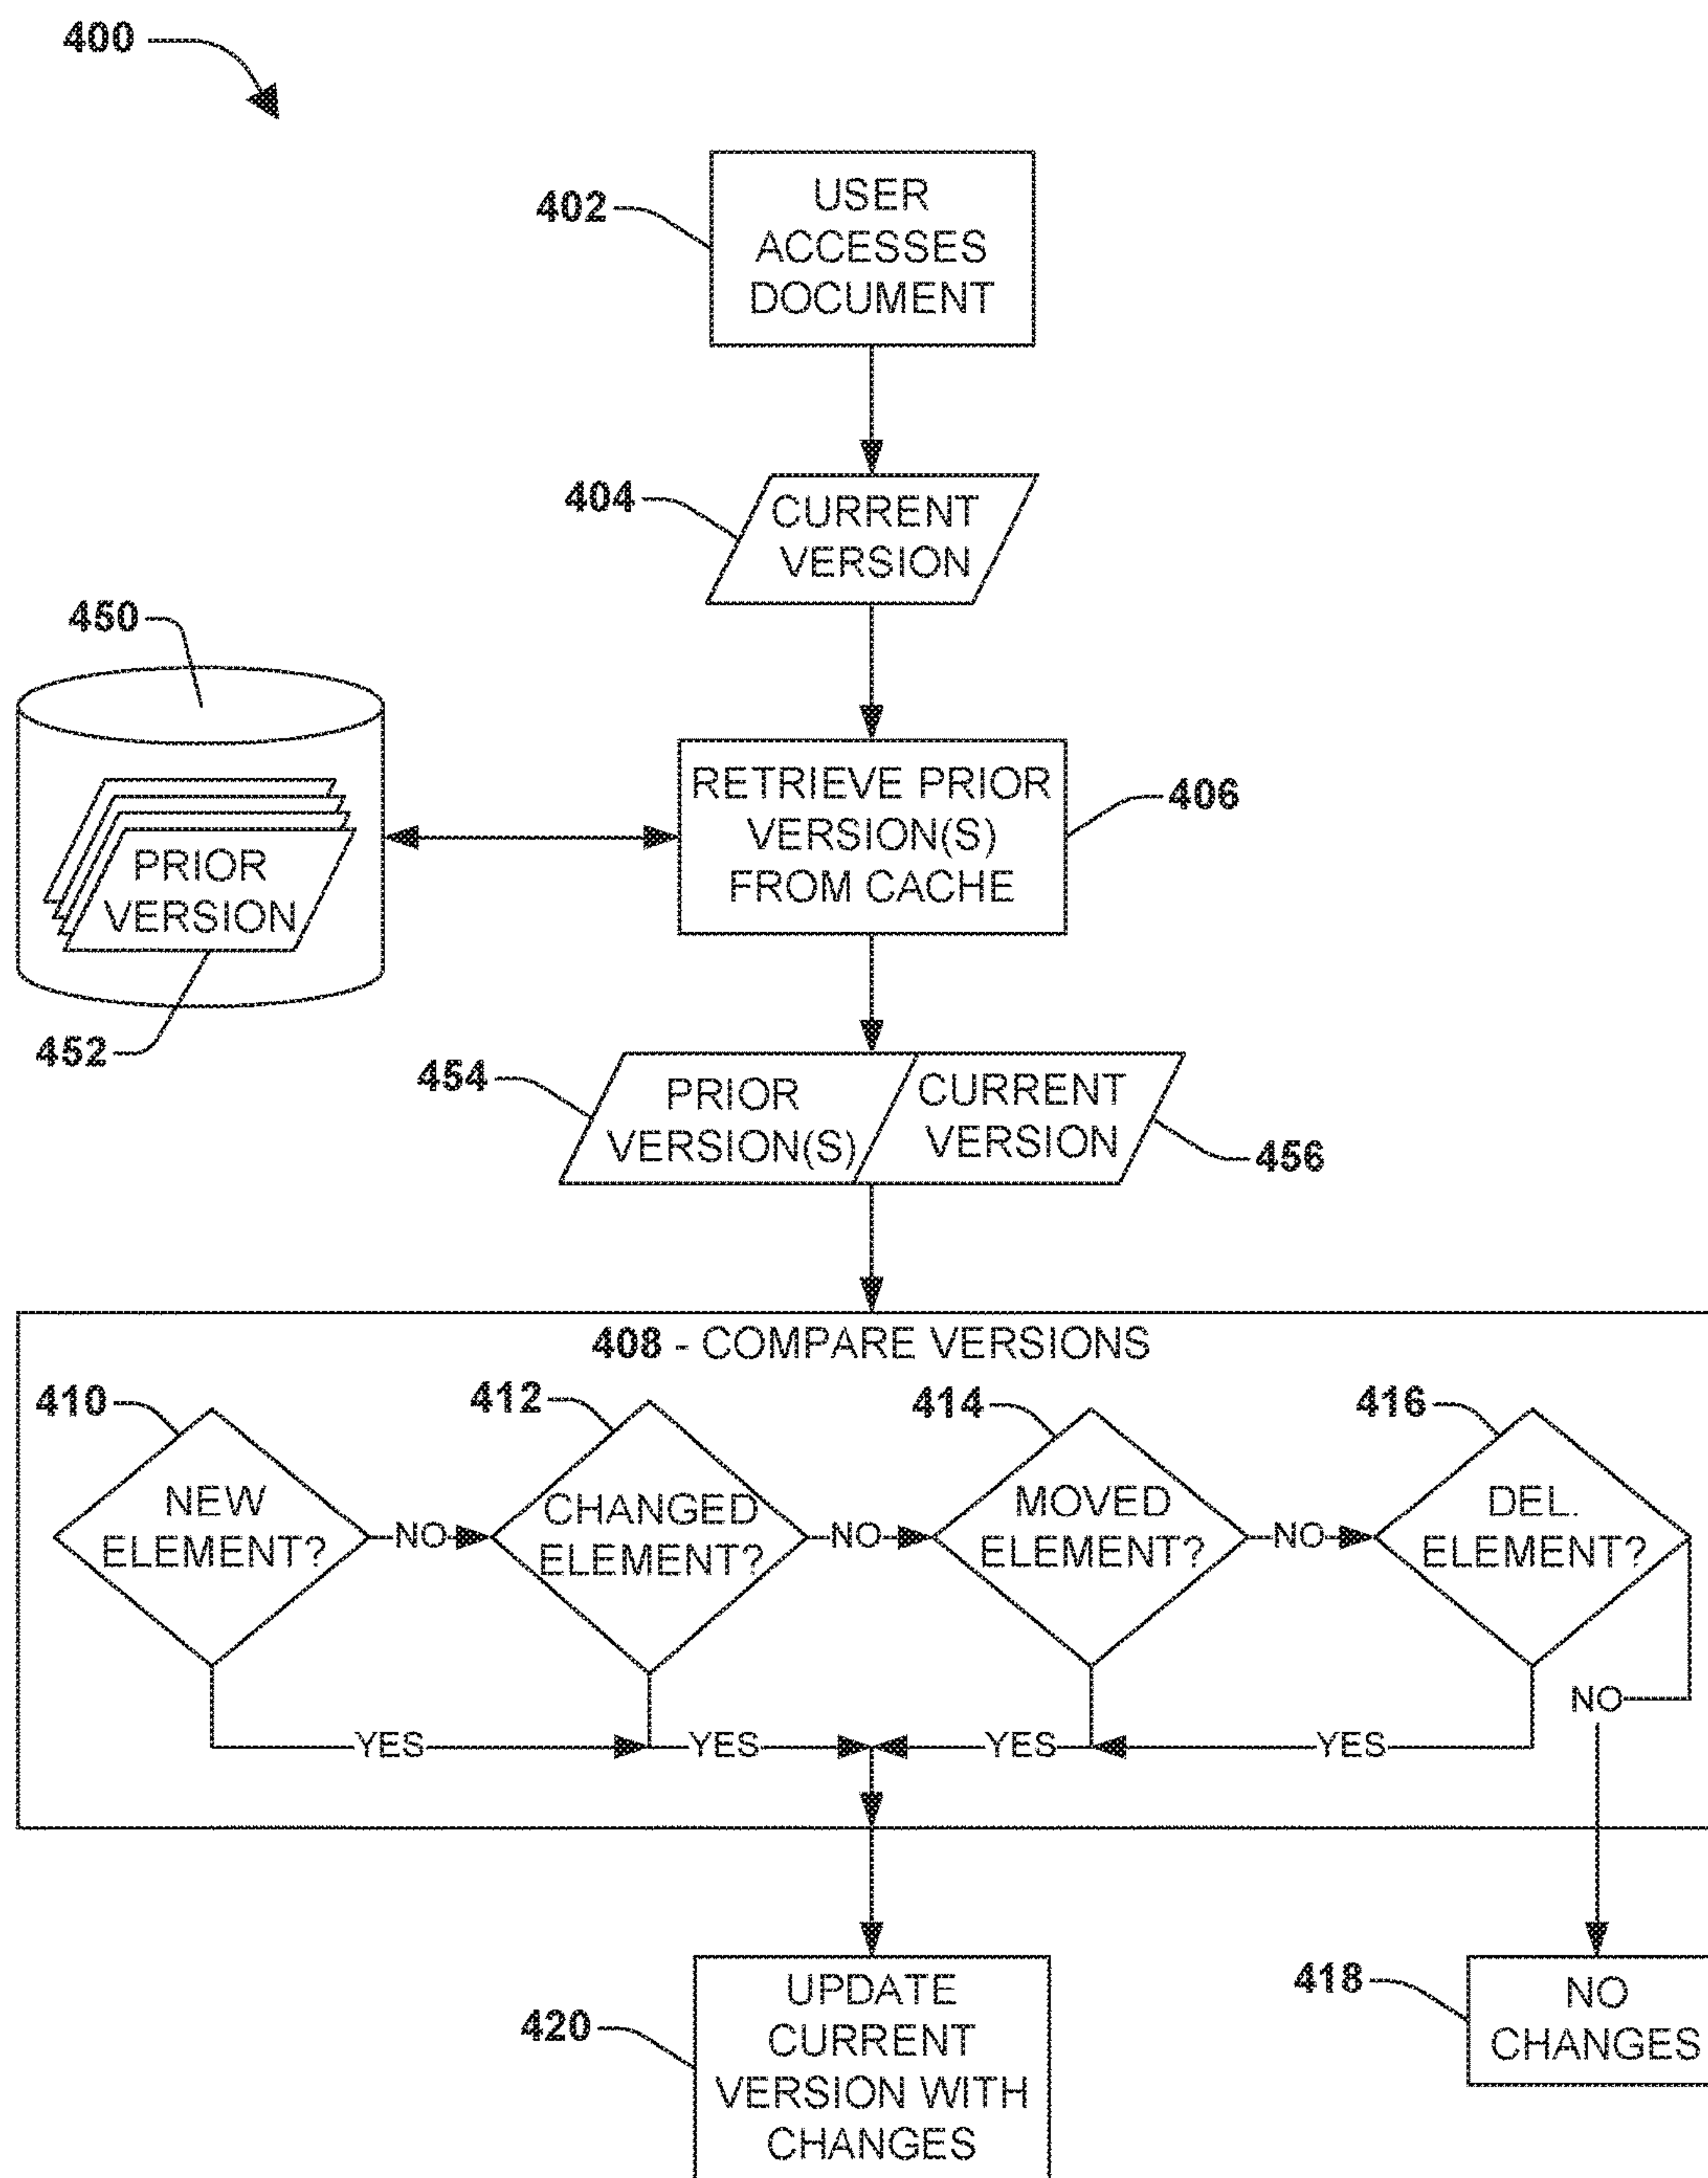 400
402
USER
ACCESSES
DOCUMENT
404
CURRENT
VERSION
450
RETRIEVE PRIOR
VERSION(S)
FROM CACHE
406
PRIOR
VERSION
452
454
PRIOR
VERSION(S)
CURRENT
VERSION
456
408 - COMPARE VERSIONS
410
412
414
416
NEW
ELEMENT?
NO
CHANGED
ELEMENT?
NO
MOVED
ELEMENT?
NO
DEL.
ELEMENT?
NO
YES
YES
YES
YES
420
UPDATE
CURRENT
VERSION WITH
CHANGES
418
NO
CHANGES